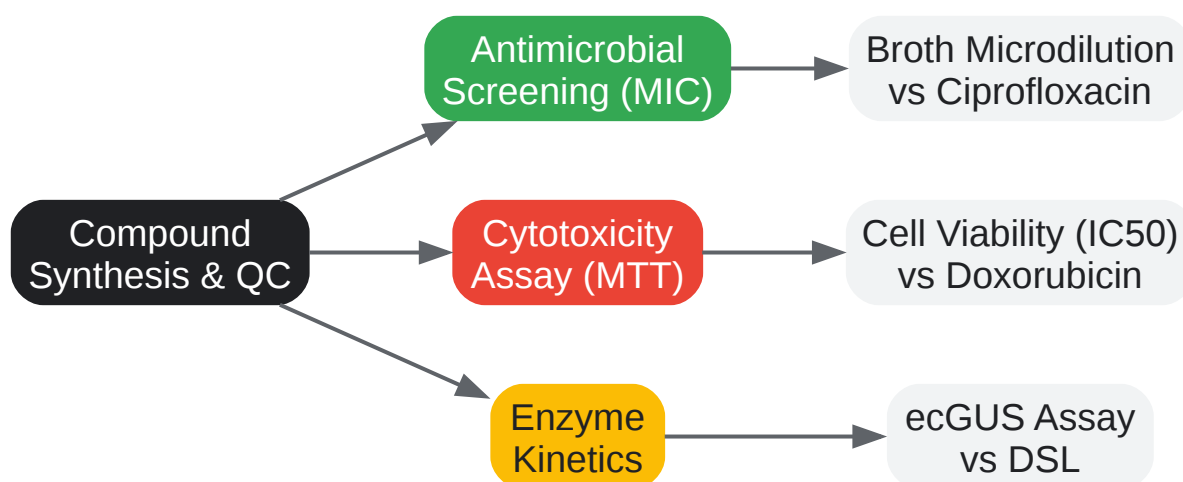 Compound
Synthesis & QC
Antimicrobial
Screening (MIC)
Broth Microdilution
vs Ciprofloxacin
Cytotoxicity
Assay (MTT)
Cell Viability (IC50)
vs Doxorubicin
Enzyme
Kinetics
ecGUS Assay
vs DSL